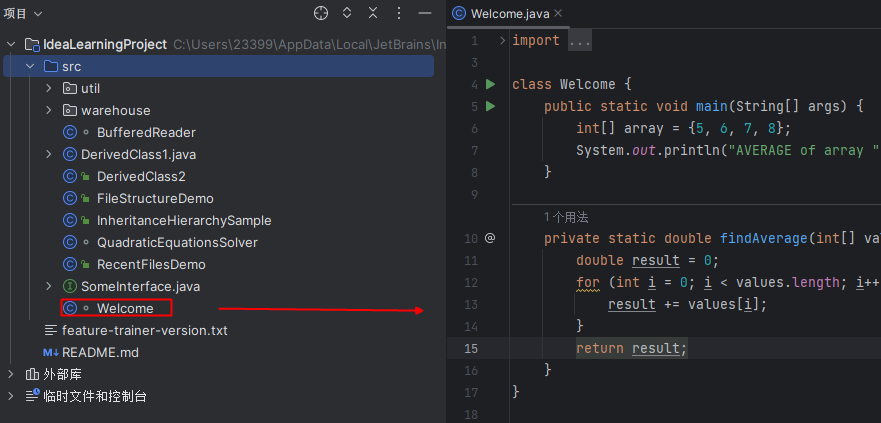 项目
IdeaLearningProject C:\Users\23399\AppData\Local\JetBrains\In
src
util
warehouse
BufferedReader
DerivedClass1.java
DerivedClass2
FileStructureDemo
InheritanceHierarchySample
QuadraticEquationsSolver
RecentFilesDemo
SomeInterface.java
Welcome
feature-trainer-version.txt
README.md
外部库
临时文件和控制台
Welcome.java
1 import ...
3
4 class Welcome {
5 public static void main(String[] args) {
6 int[] array = {5, 6, 7, 8};
7 System.out.println("AVERAGE of array "
8 }
9
1 个用法
10 @ private static double findAverage(int[] va
11 double result = 0;
12 for (int i = 0; i < values.length; i++
13 result += values[i];
14 }
15 return result;
16 }
17 }
18